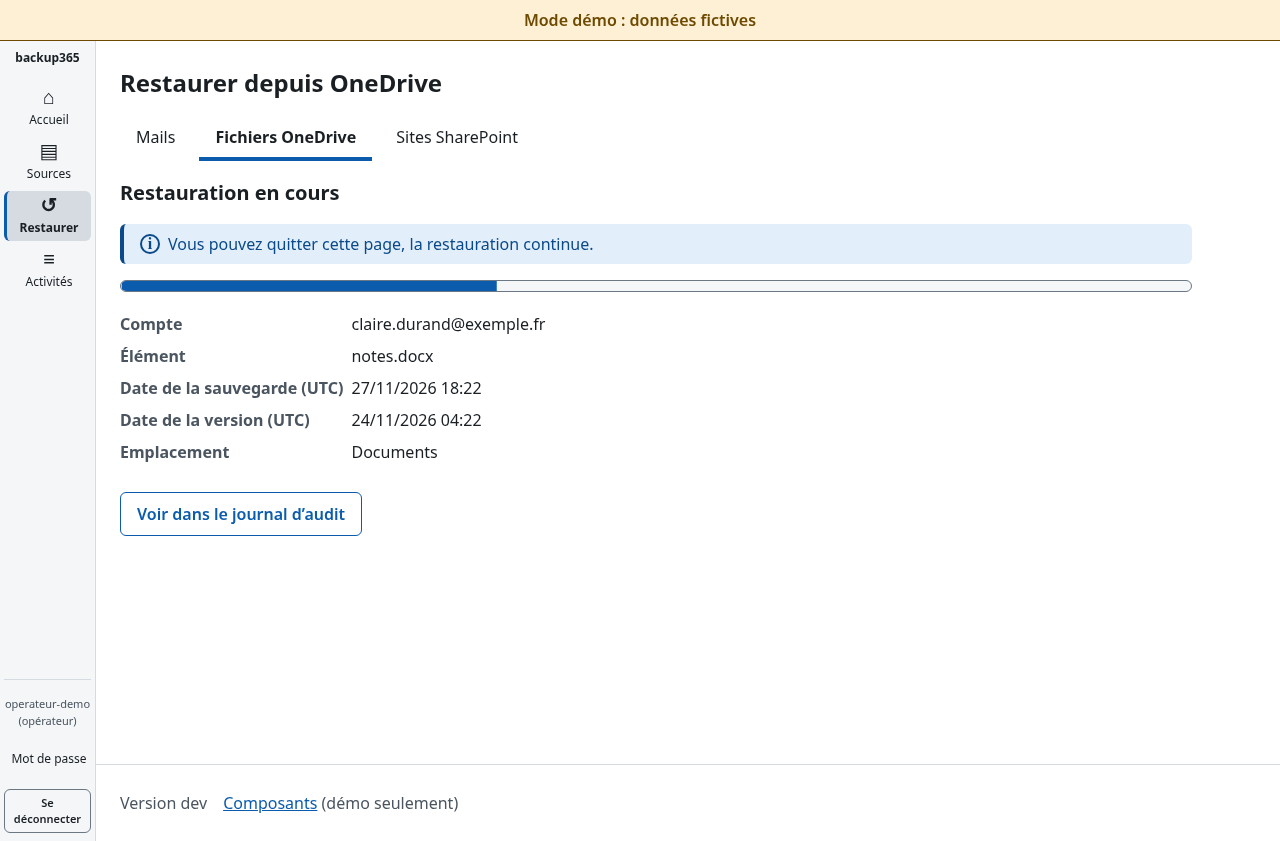 Mode démo : données fictives
backup365
Accueil
Sources
Restaurer
Activités
operateur-demo
(opérateur)
Mot de passe
Se
déconnecter
Restaurer depuis OneDrive
Mails Fichiers OneDrive Sites SharePoint
Restauration en cours
Vous pouvez quitter cette page, la restauration continue.
Compte claire.durand@exemple.fr
Élément notes.docx
Date de la sauvegarde (UTC) 27/11/2026 18:22
Date de la version (UTC) 24/11/2026 04:22
Emplacement Documents
Voir dans le journal d’audit
Version dev Composants (démo seulement)